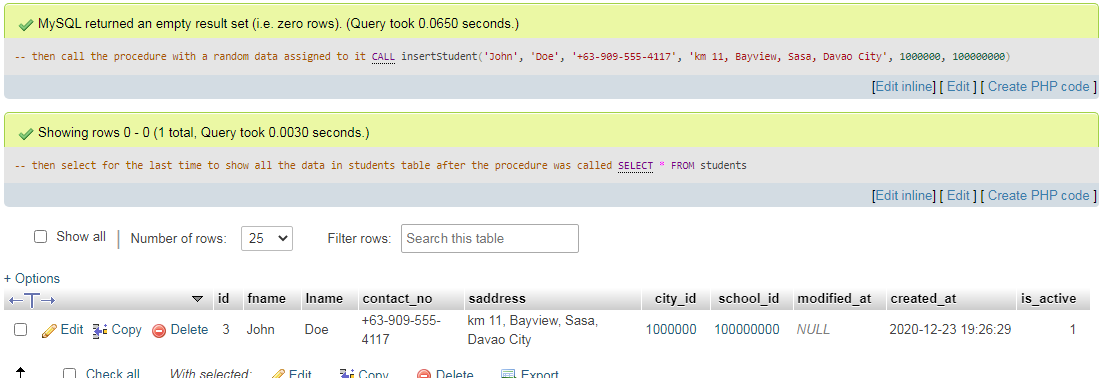 MySQL returned an empty result set (i.e. zero rows). (Query took 0.0650 seconds.)
-- then call the procedure with a random data assigned to it CALL insertStudent('John', 'Doe', '+63-909-555-4117', 'km 11, Bayview, Sasa, Davao City', 1000000, 100000000)
[Edit inline] [ Edit ] [ Create PHP code ]
Showing rows 0 - 0 (1 total, Query took 0.0030 seconds.)
-- then select for the last time to show all the data in students table after the procedure was called SELECT * FROM students
[Edit inline] [ Edit ] [ Create PHP code ]
Show all | Number of rows: 25 Filter rows: Search this table
+ Options
id fname lname contact_no saddress city_id school_id modified_at created_at is_active
Edit Copy Delete 3 John Doe +63-909-555- km 11, Bayview, Sasa, 1000000 100000000 NULL 2020-12-23 19:26:29 1
4117 Davao City
Check all With selected: Edit Copy Delete Export